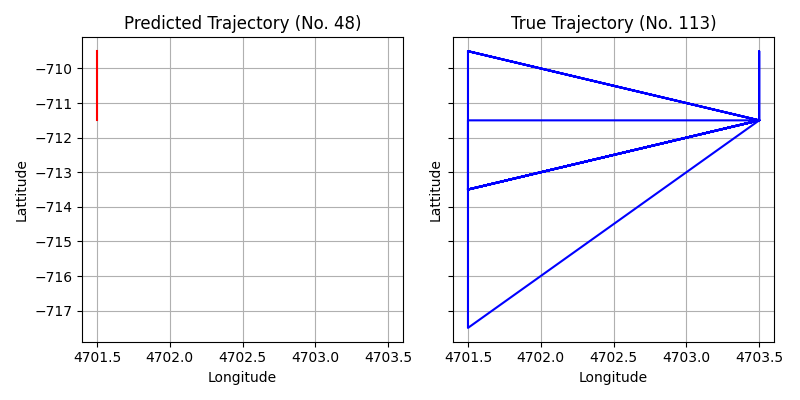 Predicted Trajectory (No. 48)
−710
−711
−712
−713
−714
−715
−716
−717
Lattitude
4701.5 4702.0 4702.5 4703.0 4703.5
Longitude
True Trajectory (No. 113)
Lattitude
4701.5 4702.0 4702.5 4703.0 4703.5
Longitude